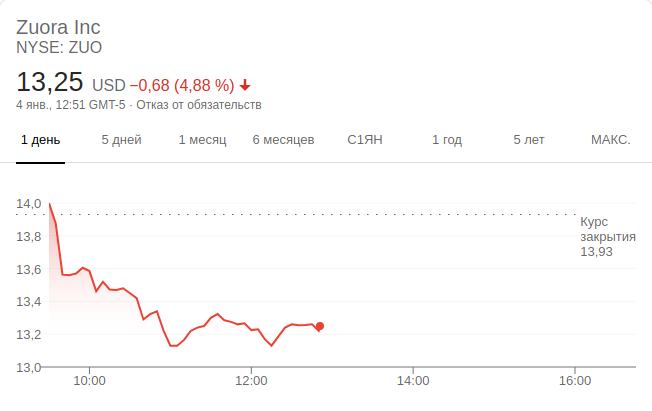 Zuora Inc
NYSE: ZUO
13,25 USD −0,68 (4,88 %)
4 янв., 12:51 GMT-5 · Отказ от обязательств
1 день 5 дней 1 месяц 6 месяцев С1ЯН 1 год 5 лет МАКС.
14,0
Курс
закрытия
13,93
13,8
13,6
13,4
13,2
13,0
10:00 12:00 14:00 16:00